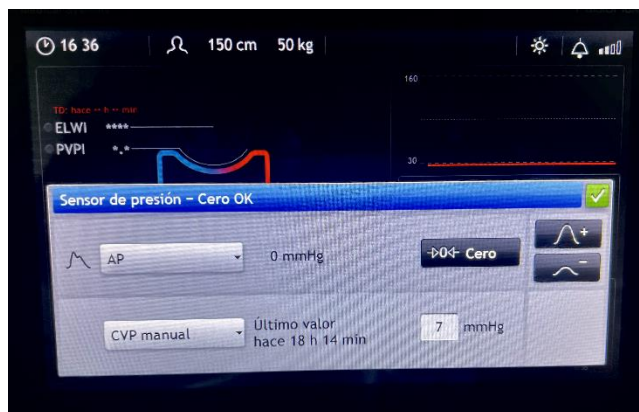 16 36 150 cm 50 kg
160
TD: hace -- h -- min
ELWI ****
PVPI *.*
30
Sensor de presión – Cero OK
AP 0 mmHg →0← Cero
CVP manual Último valor hace 18 h 14 min 7 mmHg